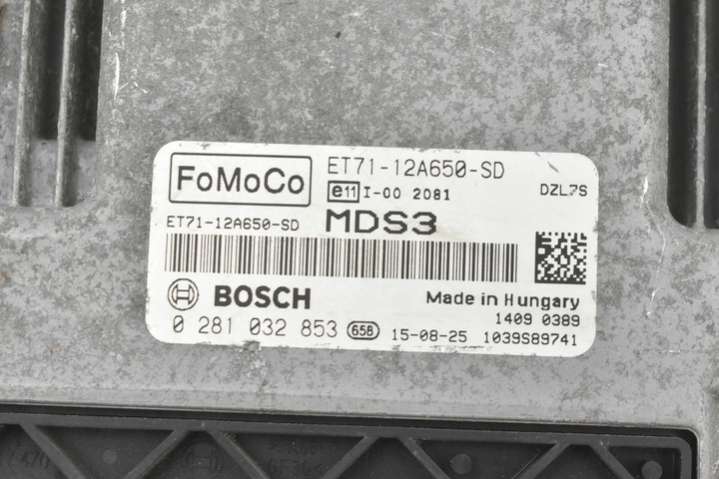 FoMoCo
ET71-12A650-SD
e11 I-00 2081
DZL7S
ET71-12A650-SD
MDS3
BOSCH
Made in Hungary
1409 0389
0 281 032 853 658 15-08-25 1039S89741